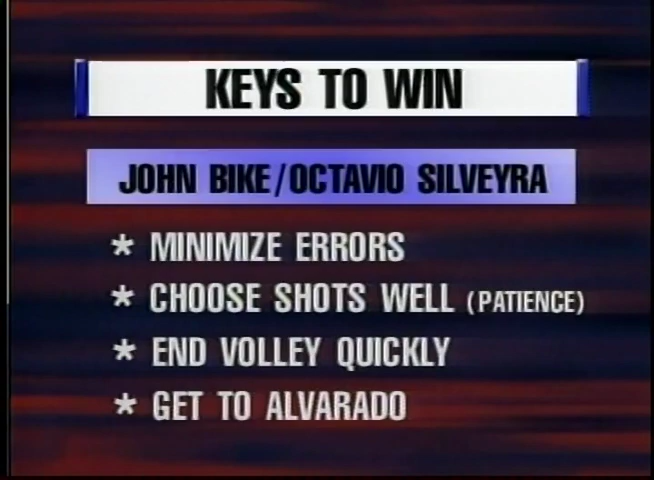 KEYS TO WIN
JOHN BIKE/OCTAVIO SILVEYRA
* MINIMIZE ERRORS
* CHOOSE SHOTS WELL (PATIENCE)
* END VOLLEY QUICKLY
* GET TO ALVARADO